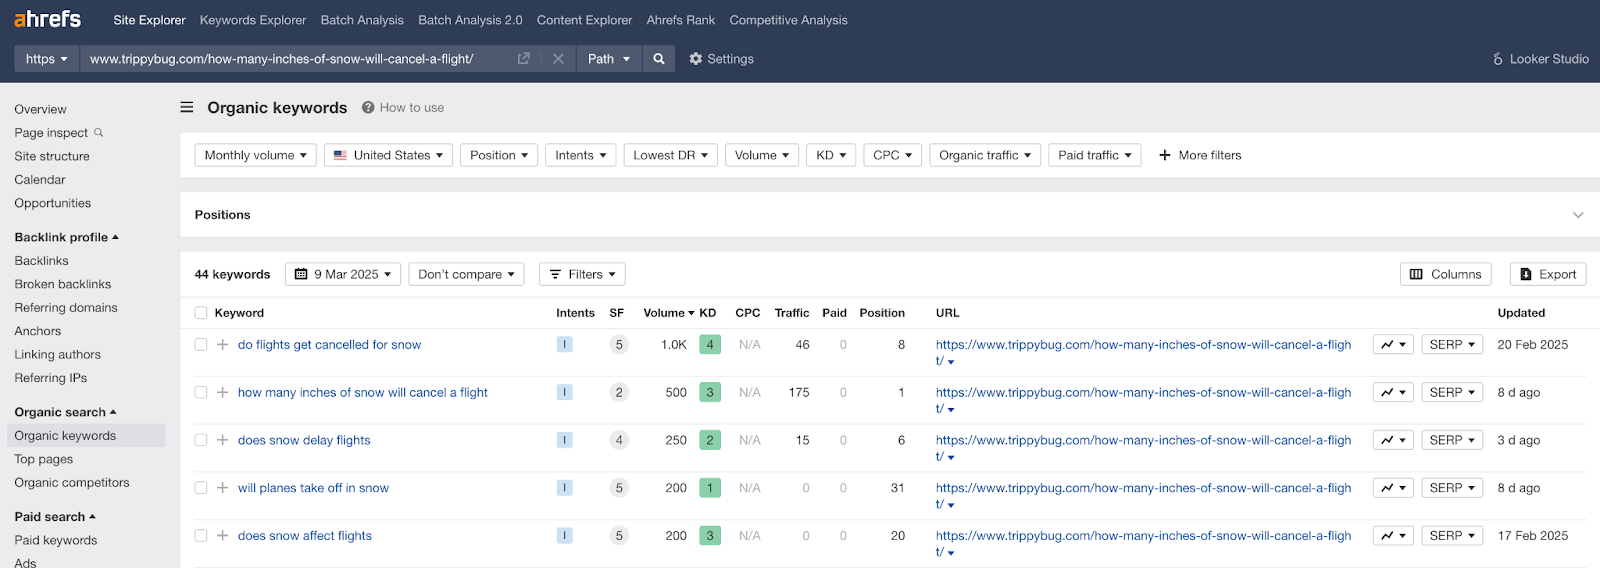 ahrefs Site Explorer Keywords Explorer Batch Analysis Batch Analysis 2.0 Content Explorer Ahrefs Rank Competitive Analysis
https www.trippybug.com/how-many-inches-of-snow-will-cancel-a-flight/ Path Settings Looker Studio
Overview
Page inspect
Site structure
Calendar
Opportunities
Backlink profile
Backlinks
Broken backlinks
Referring domains
Anchors
Linking authors
Referring IPs
Organic search
Organic keywords
Top pages
Organic competitors
Paid search
Paid keywords
Ads
Organic keywords ? How to use
Monthly volume United States Position Intents Lowest DR Volume KD CPC Organic traffic Paid traffic + More filters
Positions
44 keywords 9 Mar 2025 Don't compare Filters Columns Export
Keyword Intents SF Volume KD CPC Traffic Paid Position URL Updated
+ do flights get cancelled for snow I 5 1.0K 4 N/A 46 0 8 https://www.trippybug.com/how-many-inches-of-snow-will-cancel-a-fligh SERP 20 Feb 2025
t/
+ how many inches of snow will cancel a flight I 2 500 3 N/A 175 0 1 https://www.trippybug.com/how-many-inches-of-snow-will-cancel-a-fligh SERP 8 d ago
t/
+ does snow delay flights I 4 250 2 N/A 15 0 6 https://www.trippybug.com/how-many-inches-of-snow-will-cancel-a-fligh SERP 3 d ago
t/
+ will planes take off in snow I 5 200 1 N/A 0 0 31 https://www.trippybug.com/how-many-inches-of-snow-will-cancel-a-fligh SERP 8 d ago
t/
+ does snow affect flights I 5 200 3 N/A 0 0 20 https://www.trippybug.com/how-many-inches-of-snow-will-cancel-a-fligh SERP 17 Feb 2025
t/